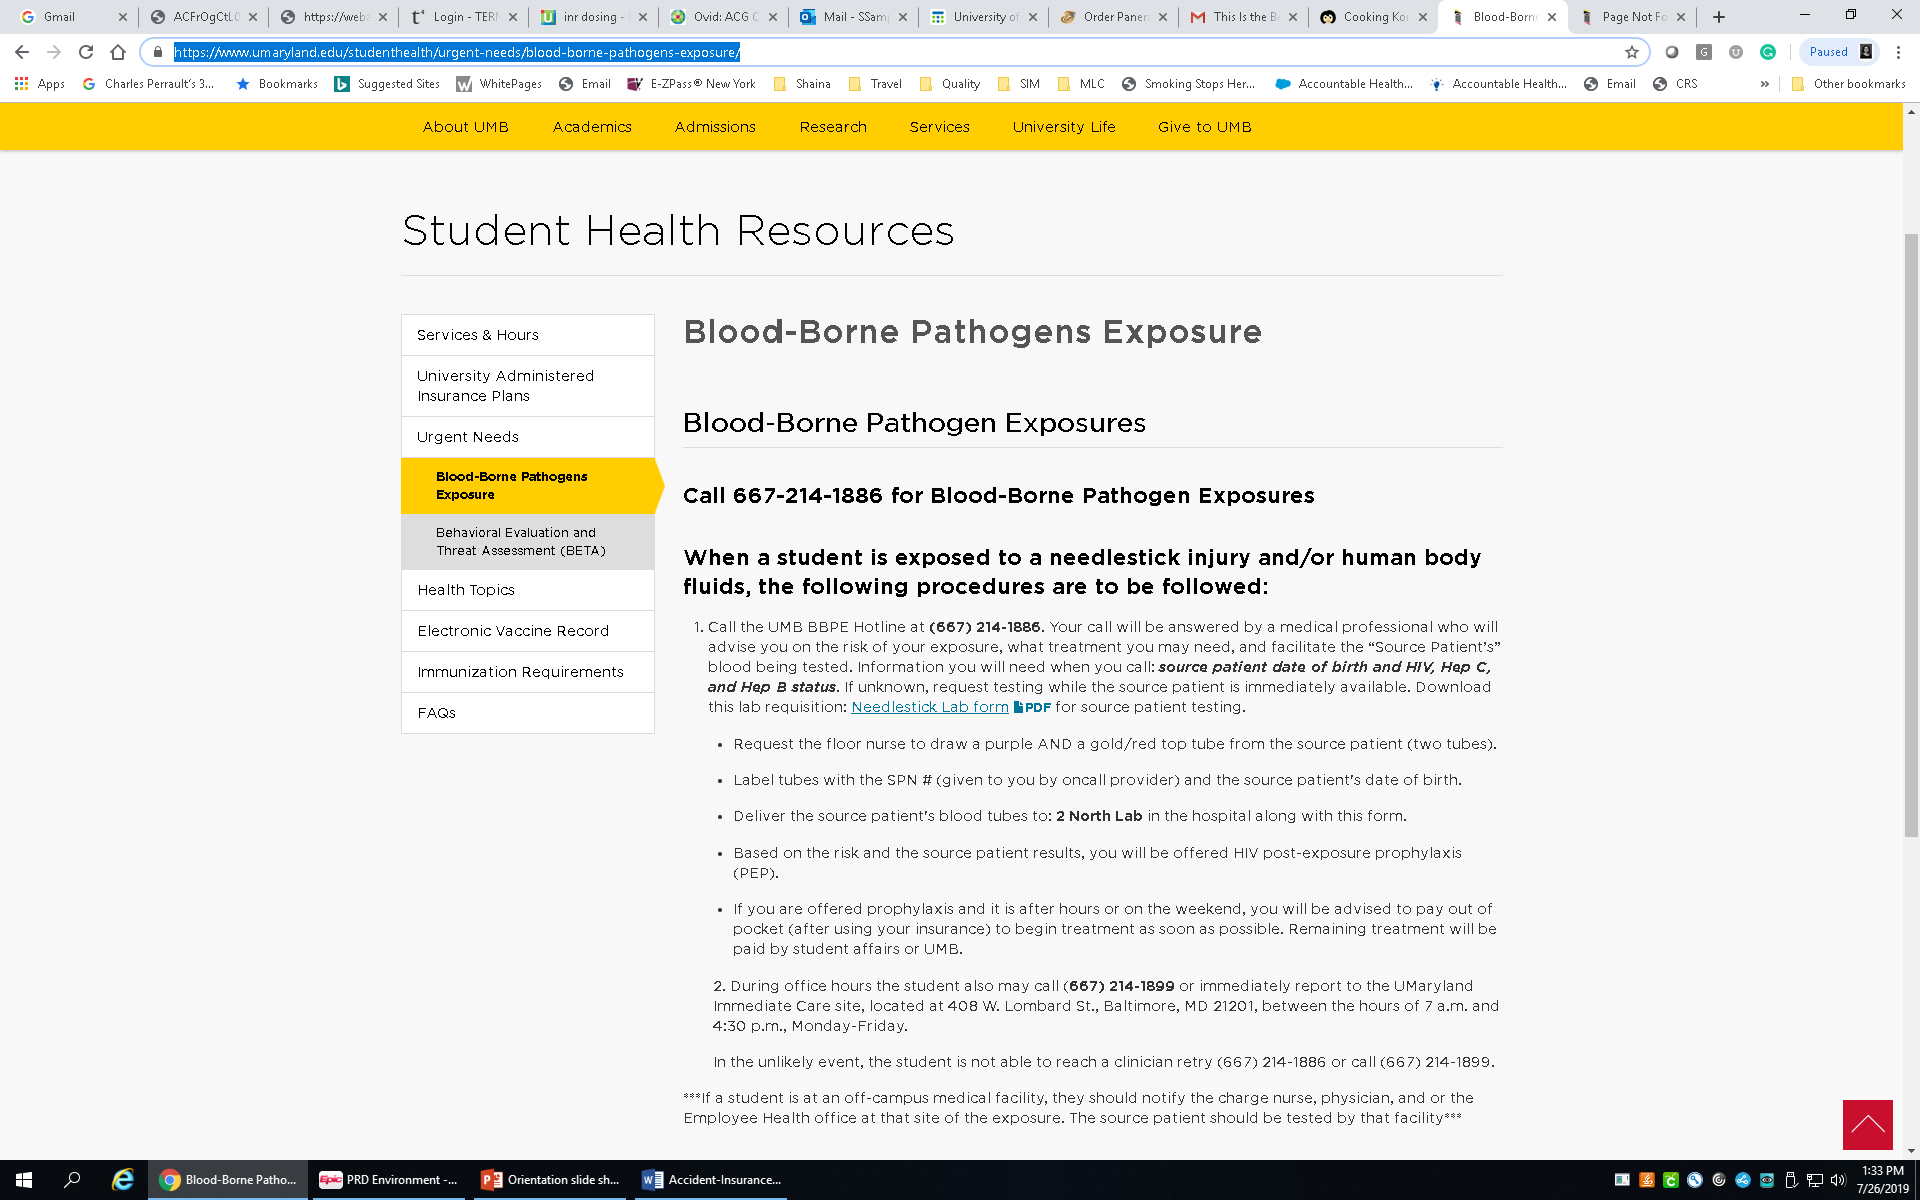 Gmail
ACFrOgCtL0
https://weba
Login - TERM
inr dosing -
Ovid: ACG C
Mail - SSam
University of
Order Panera
This Is the B
Cooking Kor
Blood-Borne
Page Not Fo
https://www.umaryland.edu/studenthealth/urgent-needs/blood-borne-pathogens-exposure/
Paused
Apps
Charles Perrault's 3...
Bookmarks
Suggested Sites
WhitePages
Email
E-ZPass® New York
Shaina
Travel
Quality
SIM
MLC
Smoking Stops Her...
Accountable Health...
Accountable Health...
Email
CRS
»
Other bookmarks
About UMB
Academics
Admissions
Research
Services
University Life
Give to UMB
Student Health Resources
Services & Hours
University Administered
Insurance Plans
Urgent Needs
Blood-Borne Pathogens
Exposure
Behavioral Evaluation and
Threat Assessment (BETA)
Health Topics
Electronic Vaccine Record
Immunization Requirements
FAQs
Blood-Borne Pathogens Exposure
Blood-Borne Pathogen Exposures
Call 667-214-1886 for Blood-Borne Pathogen Exposures
When a student is exposed to a needlestick injury and/or human body
fluids, the following procedures are to be followed:
1. Call the UMB BBPE Hotline at (667) 214-1886. Your call will be answered by a medical professional who will
advise you on the risk of your exposure, what treatment you may need, and facilitate the “Source Patient's”
blood being tested. Information you will need when you call: source patient date of birth and HIV, Hep C,
and Hep B status. If unknown, request testing while the source patient is immediately available. Download
this lab requisition: Needlestick Lab form PDF for source patient testing.
• Request the floor nurse to draw a purple AND a gold/red top tube from the source patient (two tubes).
• Label tubes with the SPN # (given to you by oncall provider) and the source patient's date of birth.
• Deliver the source patient's blood tubes to: 2 North Lab in the hospital along with this form.
• Based on the risk and the source patient results, you will be offered HIV post-exposure prophylaxis
(PEP).
• If you are offered prophylaxis and it is after hours or on the weekend, you will be advised to pay out of
pocket (after using your insurance) to begin treatment as soon as possible. Remaining treatment will be
paid by student affairs or UMB.
2. During office hours the student also may call (667) 214-1899 or immediately report to the UMaryland
Immediate Care site, located at 408 W. Lombard St., Baltimore, MD 21201, between the hours of 7 a.m. and
4:30 p.m., Monday-Friday.
In the unlikely event, the student is not able to reach a clinician retry (667) 214-1886 or call (667) 214-1899.
***If a student is at an off-campus medical facility, they should notify the charge nurse, physician, and or the
Employee Health office at that site of the exposure. The source patient should be tested by that facility***
Blood-Borne Patho...
Epic PRD Environment -...
Orientation slide sh...
Accident-Insurance...
1:33 PM
7/26/2019